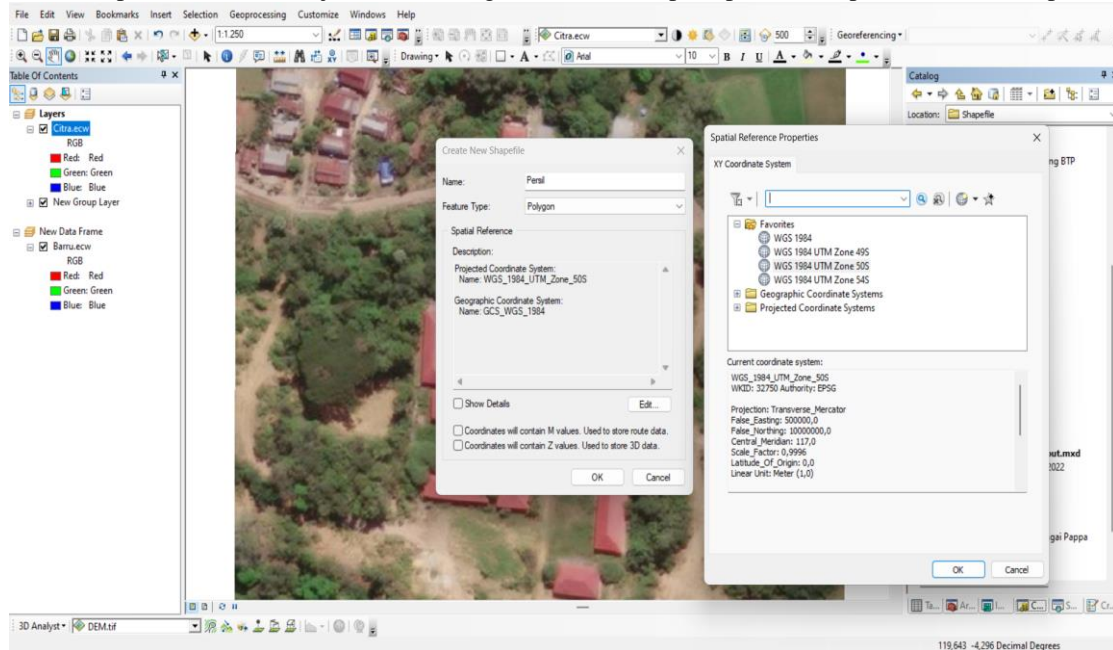 File Edit View Bookmarks Insert Selection Geoprocessing Customize Windows Help
1:1.250
Citra.ecw
500
Georeferencing
Drawing
A
Arial
10
B I U A
Table Of Contents
Layers
Citra.ecw
RGB
Red: Red
Green: Green
Blue: Blue
New Group Layer
New Data Frame
Barru.ecw
RGB
Red: Red
Green: Green
Blue: Blue
Create New Shapefile
Name: Persil
Feature Type: Polygon
Spatial Reference
Description:
Projected Coordinate System:
Name: WGS_1984_UTM_Zone_50S
Geographic Coordinate System:
Name: GCS_WGS_1984
Show Details
Edit...
Coordinates will contain M values. Used to store route data.
Coordinates will contain Z values. Used to store 3D data.
OK Cancel
Spatial Reference Properties
XY Coordinate System
Favorites
WGS 1984
WGS 1984 UTM Zone 49S
WGS 1984 UTM Zone 50S
WGS 1984 UTM Zone 54S
Geographic Coordinate Systems
Projected Coordinate Systems
Current coordinate system:
WGS_1984_UTM_Zone_50S
WKID: 32750 Authority: EPSG
Projection: Transverse_Mercator
False_Easting: 500000,0
False_Northing: 10000000,0
Central_Meridian: 117,0
Scale_Factor: 0,9996
Latitude_Of_Origin: 0,0
Linear Unit: Meter (1,0)
OK Cancel
Catalog
Location: Shapefile
ng BTP
out.mxd
2022
gai Pappa
Ta... Ar... I... C... S... Cr...
3D Analyst
DEM.tif
119,643 -4,296 Decimal Degrees